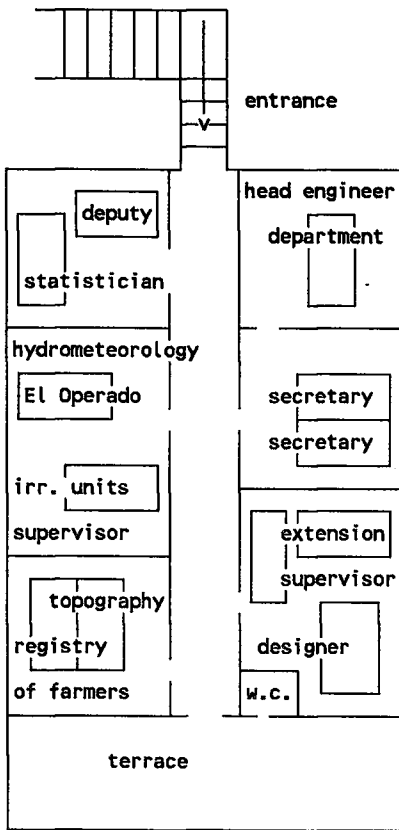 entrance
head engineer
deputy
department
statistician
hydrometeorology
El Operado
secretary
secretary
irr. units
extension
supervisor
supervisor
topography
designer
registry
of farmers
W.C.
terrace